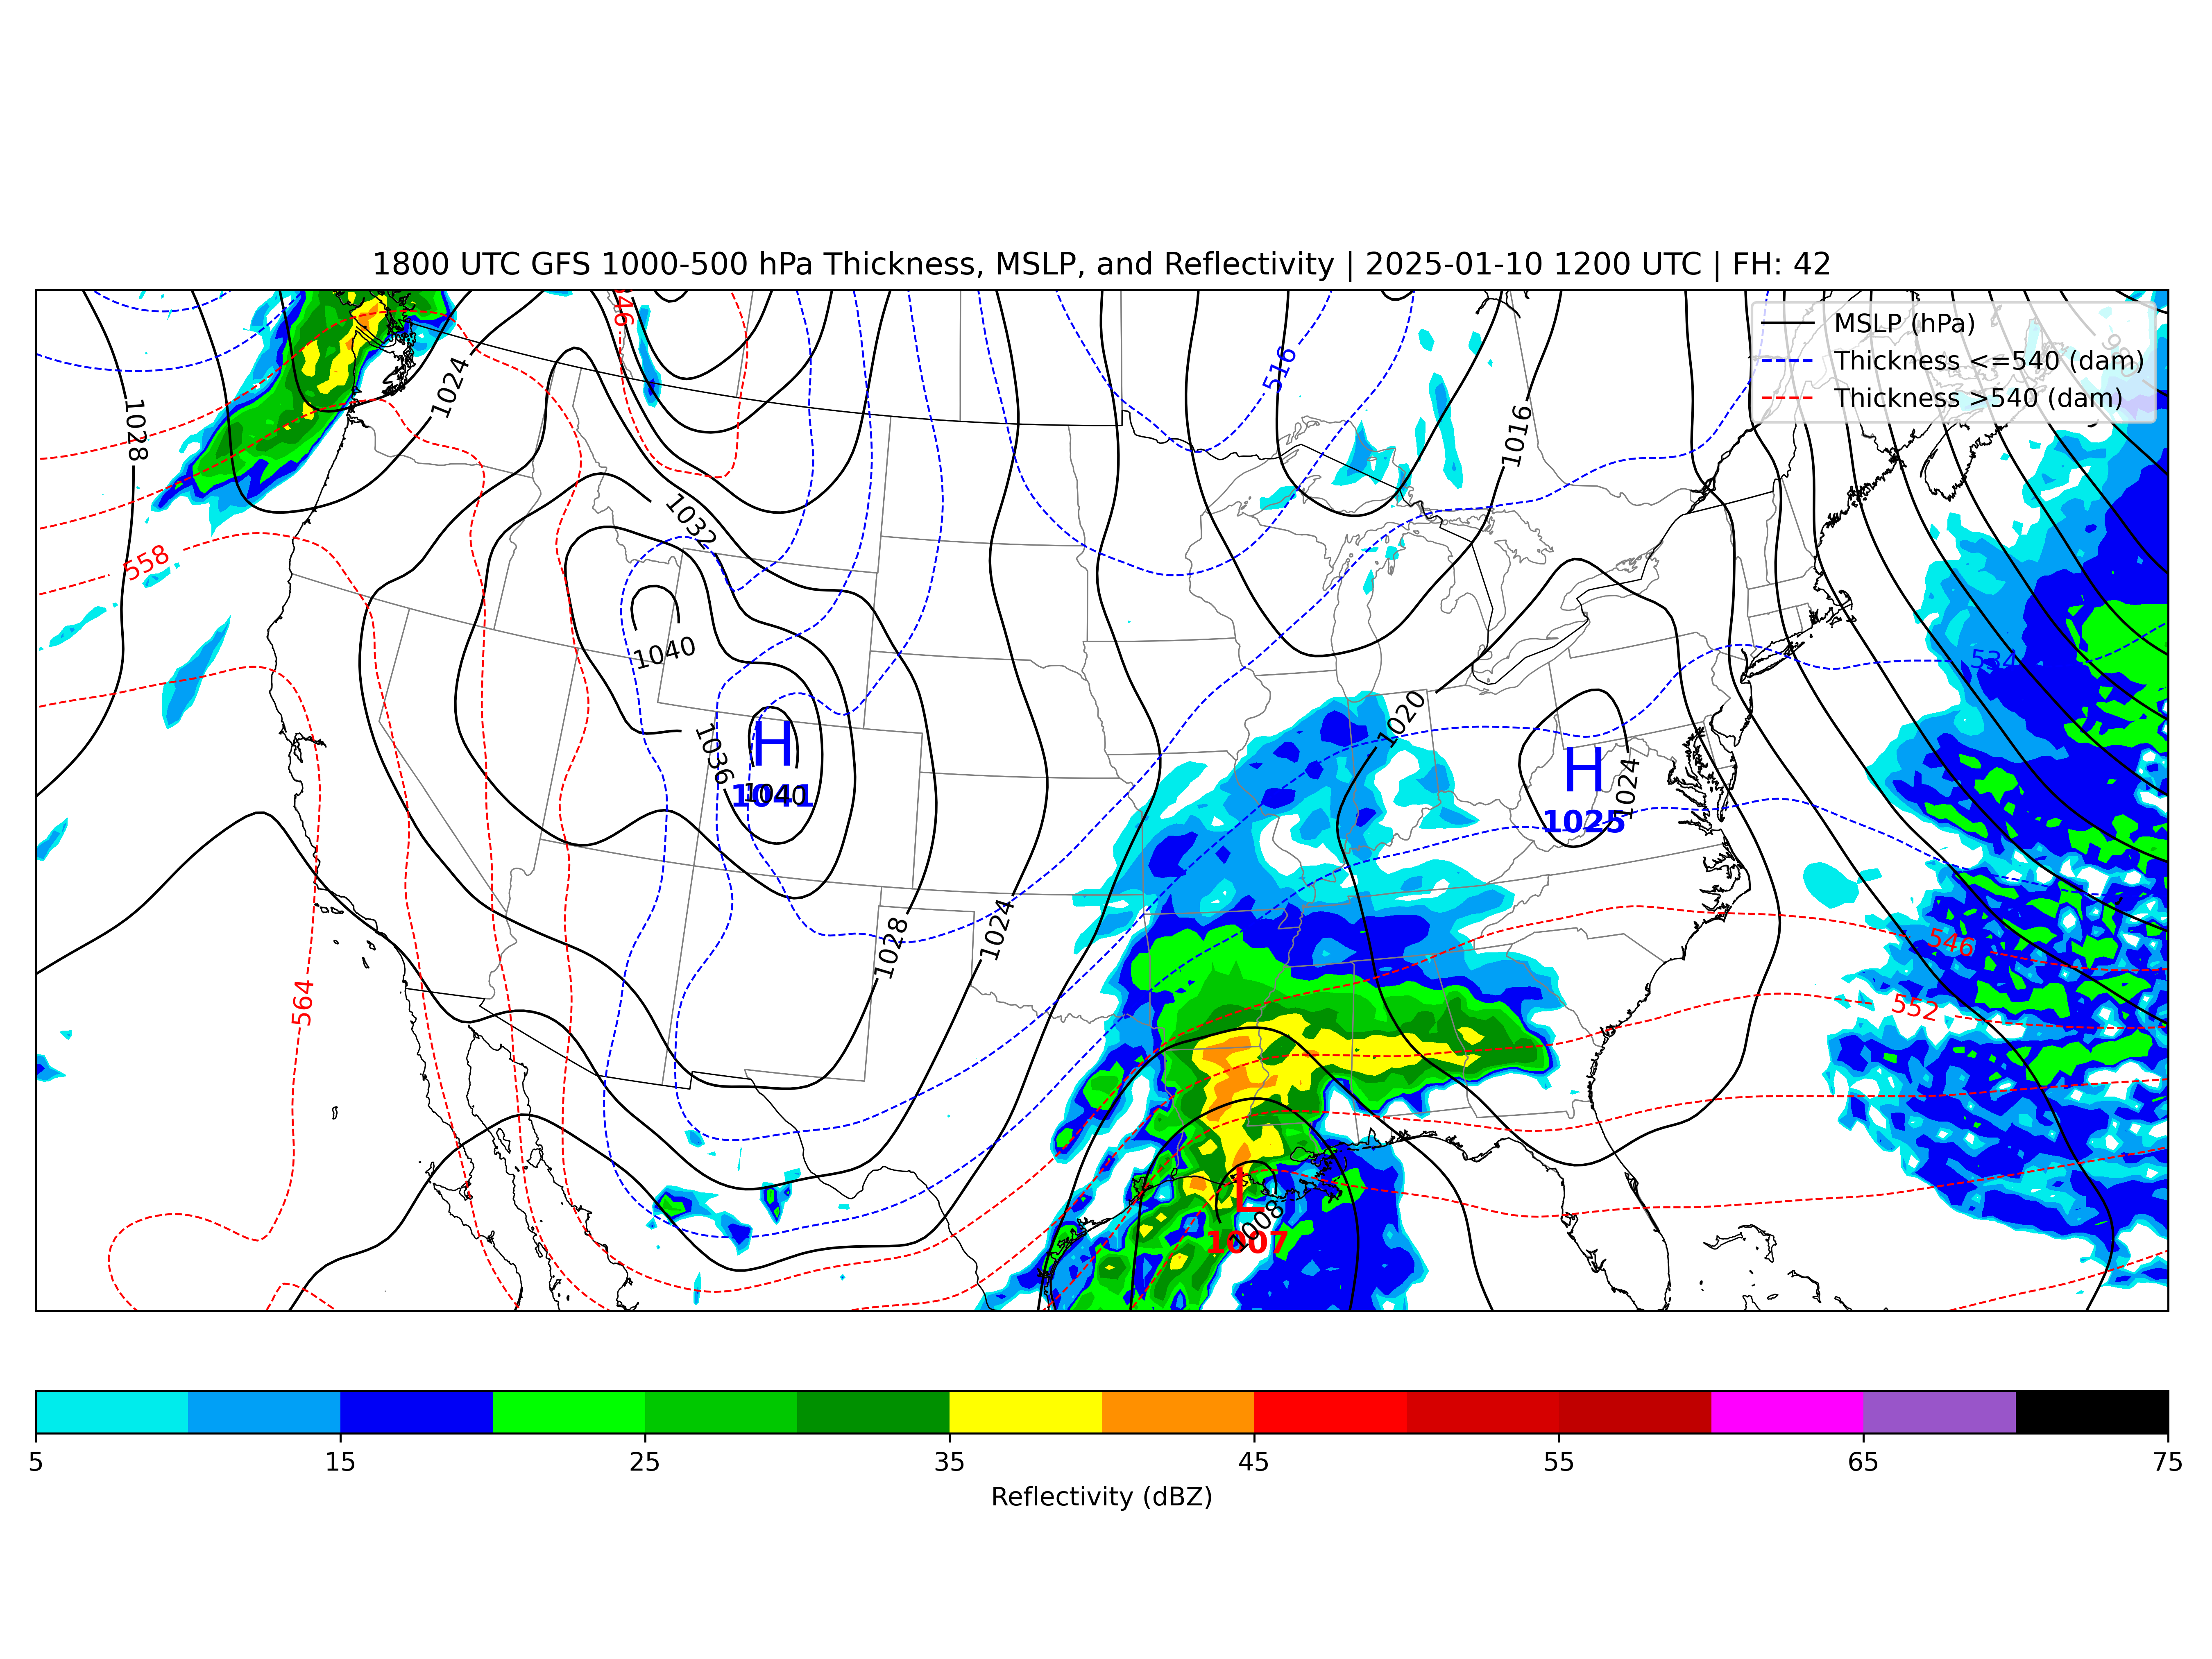 1800 UTC GFS 1000-500 hPa Thickness, MSLP, and Reflectivity | 2025-01-10 1200 UTC | FH: 42
MSLP (hPa)
Thickness <=540 (dam)
Thickness >540 (dam)
516
1028
1024
1016
1032
558
1040
534
1020
1036
H
1041
1040
H
1025
1024
1028
1024
546
552
564
L
1008
1007
5 15 25 35 45 55 65 75
Reflectivity (dBZ)